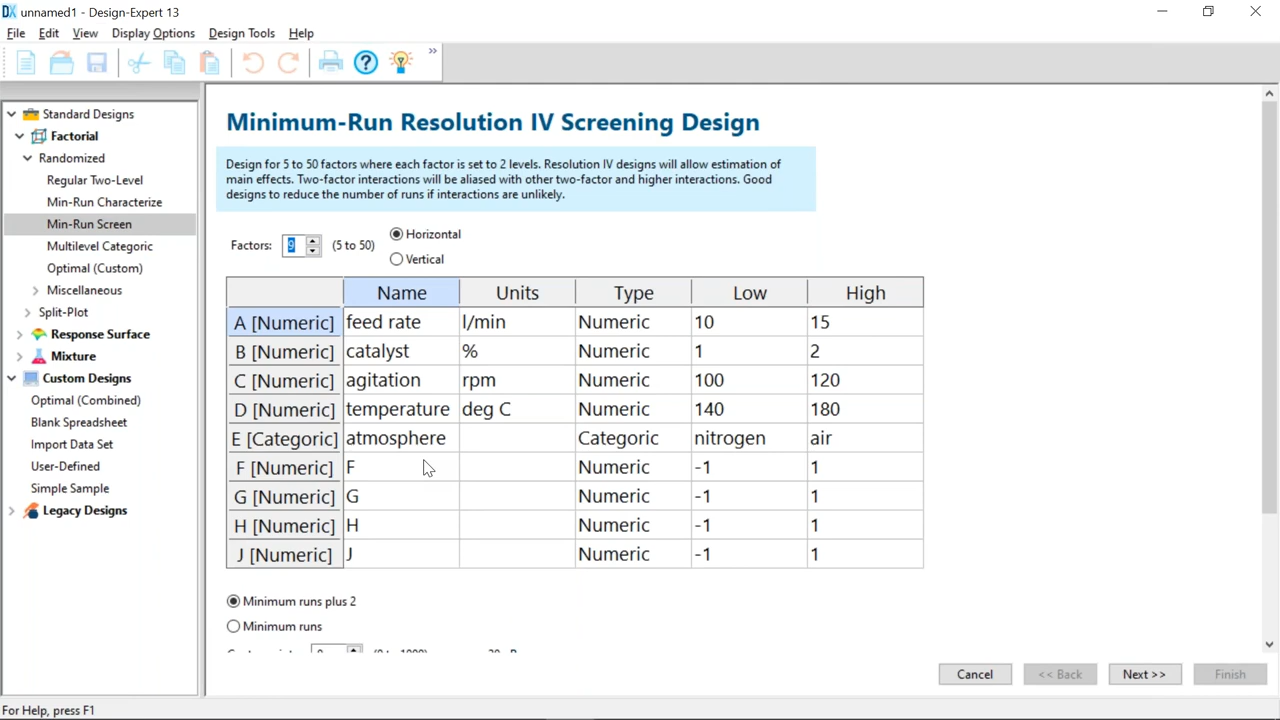 unnamed1 - Design-Expert 13
File Edit View Display Options Design Tools Help
Standard Designs
Factorial
Randomized
Regular Two-Level
Min-Run Characterize
Min-Run Screen
Multilevel Categoric
Optimal (Custom)
Miscellaneous
Split-Plot
Response Surface
Mixture
Custom Designs
Optimal (Combined)
Blank Spreadsheet
Import Data Set
User-Defined
Simple Sample
Legacy Designs
Minimum-Run Resolution IV Screening Design
Design for 5 to 50 factors where each factor is set to 2 levels. Resolution IV designs will allow estimation of
main effects. Two-factor interactions will be aliased with other two-factor and higher interactions. Good
designs to reduce the number of runs if interactions are unlikely.
Factors: 9 (5 to 50)
Horizontal
Vertical
Name Units Type Low High
A [Numeric] feed rate l/min Numeric 10 15
B [Numeric] catalyst % Numeric 1 2
C [Numeric] agitation rpm Numeric 100 120
D [Numeric] temperature deg C Numeric 140 180
E [Categoric] atmosphere Categoric nitrogen air
F [Numeric] F Numeric -1 1
G [Numeric] G Numeric -1 1
H [Numeric] H Numeric -1 1
J [Numeric] J Numeric -1 1
Minimum runs plus 2
Minimum runs
Cancel << Back Next >> Finish
For Help, press F1